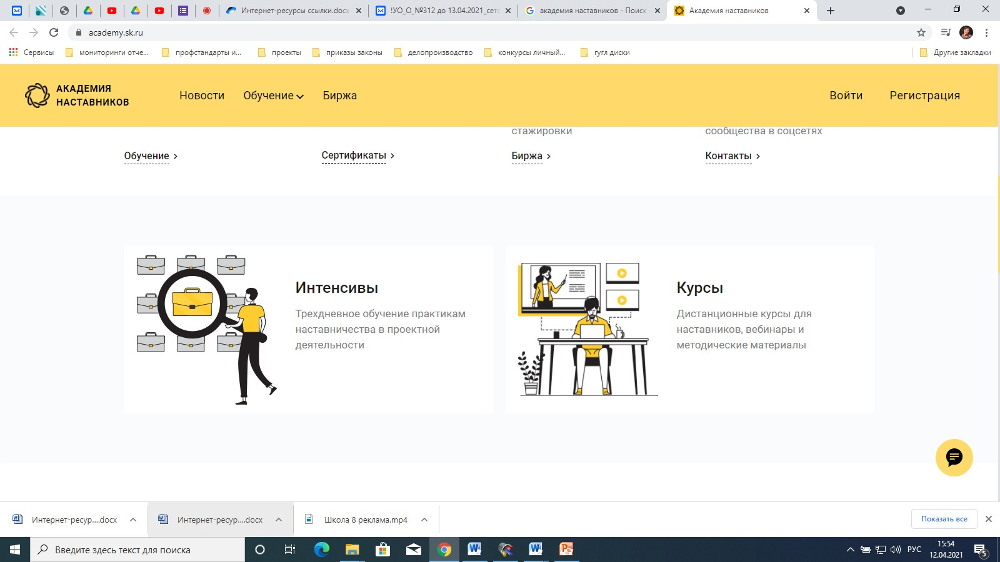 Интернет-ресурсы ссылки.docx
!УО_О_№312 до 13.04.2021_сете
академия наставников - Поиск
Академия наставников
academy.sk.ru
Сервисы
мониторинги отче...
профстандарты и...
проекты
приказы законы
делопроизводство
конкурсы личный...
гугл диски
Другие закладки
АКАДЕМИЯ
НАСТАВНИКОВ
Новости
Обучение
Биржа
Войти
Регистрация
стажировки
сообщества в соцсетях
Обучение
Сертификаты
Биржа
Контакты
Интенсивы
Трехдневное обучение практикам
наставничества в проектной
деятельности
Курсы
Дистанционные курсы для
наставников, вебинары и
методические материалы
Интернет-ресур....docx
Интернет-ресур....docx
Школа 8 реклама.mp4
Показать все
Введите здесь текст для поиска
РУС
15:54
12.04.2021
5